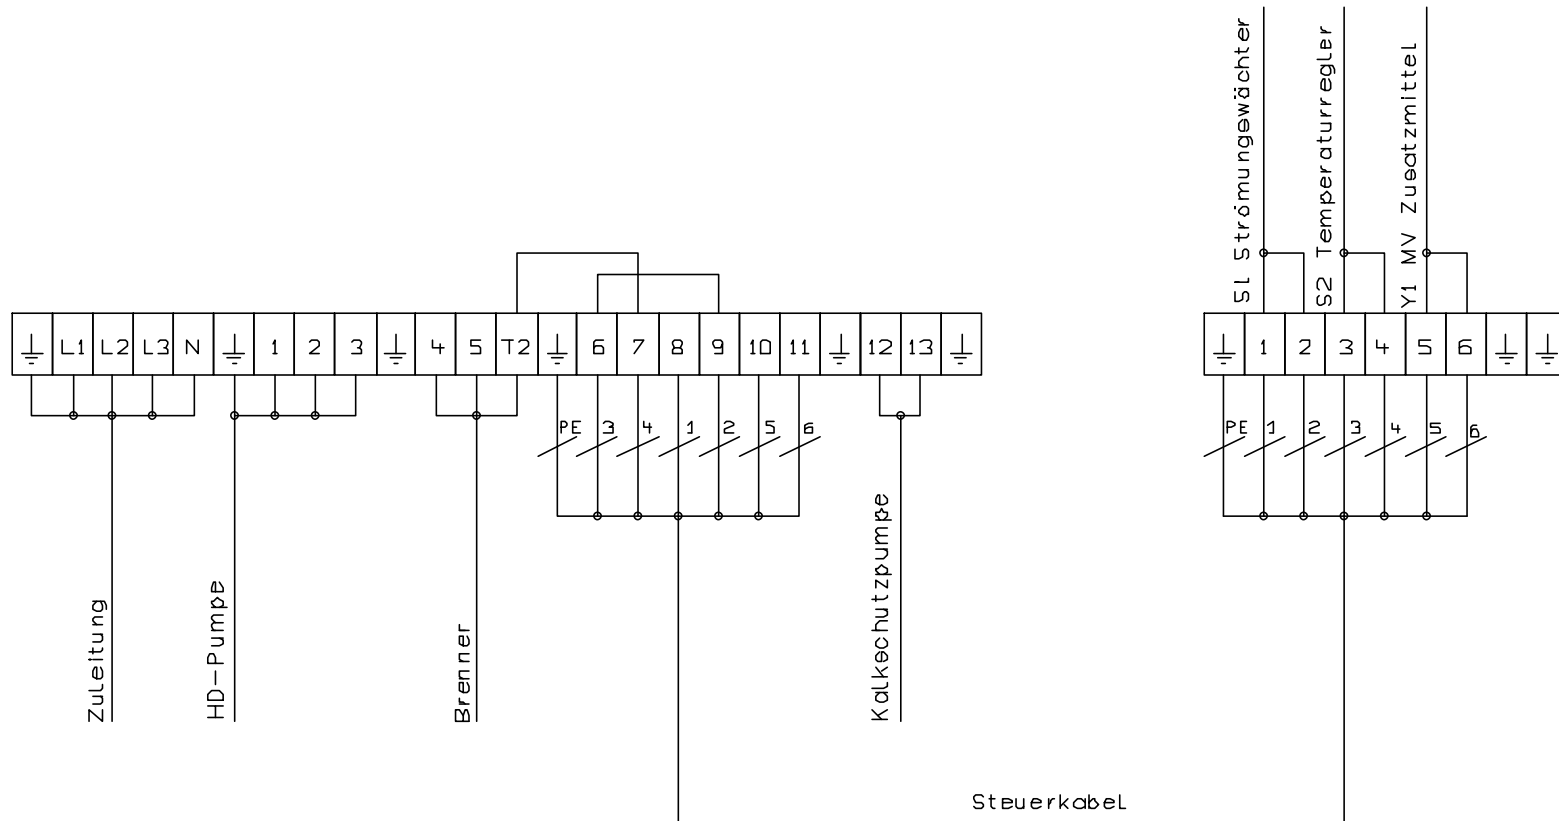 S1 Strömungswächter
S2 Temperaturregler
Y1 MV Zusatzmittel
L1 L2 L3 N 1 2 3 4 5 T2 6 7 8 9 10 11 12 13
1 2 3 4 5 6
PE 3 4 1 2 5 6
PE 1 2 3 4 5 6
Zuleitung
HD-Pumpe
Brenner
Kalkschutzpumpe
Steuerkabel